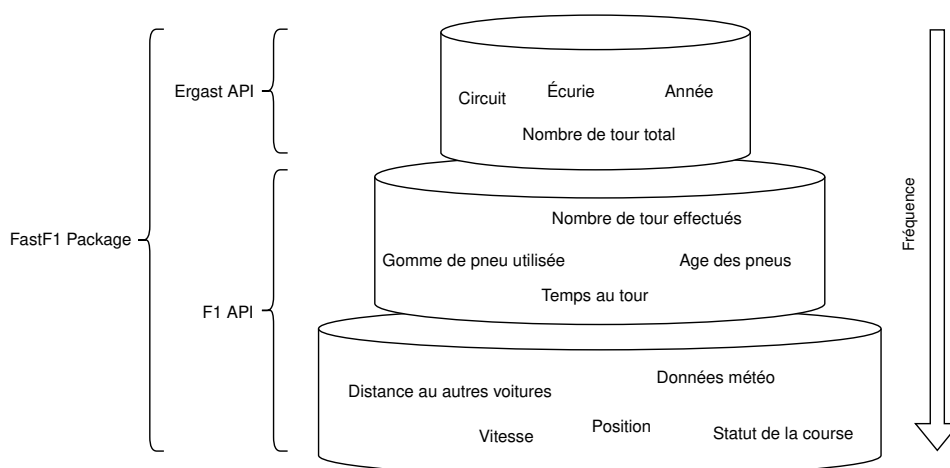 Ergast API
Circuit
Écurie
Année
Nombre de tour total
FastF1 Package
F1 API
Nombre de tour effectués
Gomme de pneu utilisée
Age des pneus
Temps au tour
Distance au autres voitures
Données météo
Vitesse
Position
Statut de la course
Fréquence